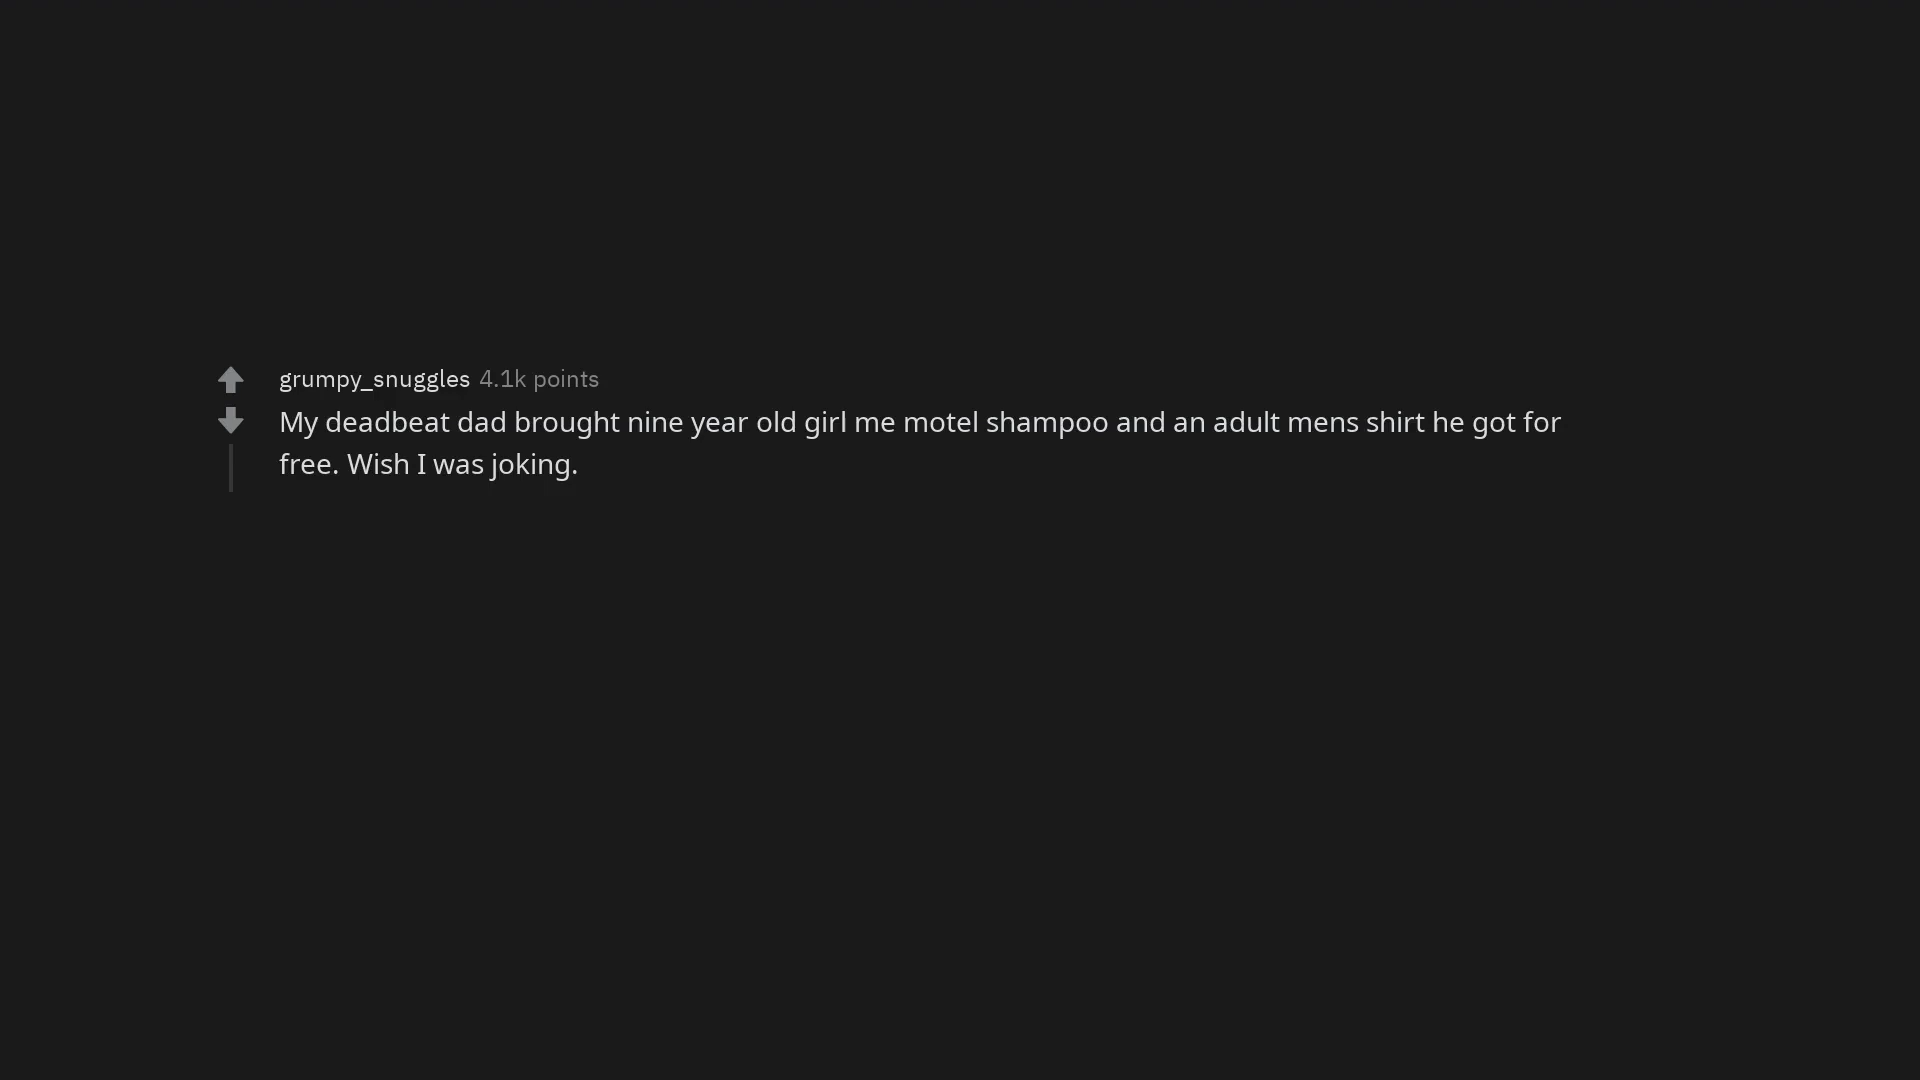 grumpy_snuggles 4.1k points
My deadbeat dad brought nine year old girl me motel shampoo and an adult mens shirt he got for
free. Wish I was joking.